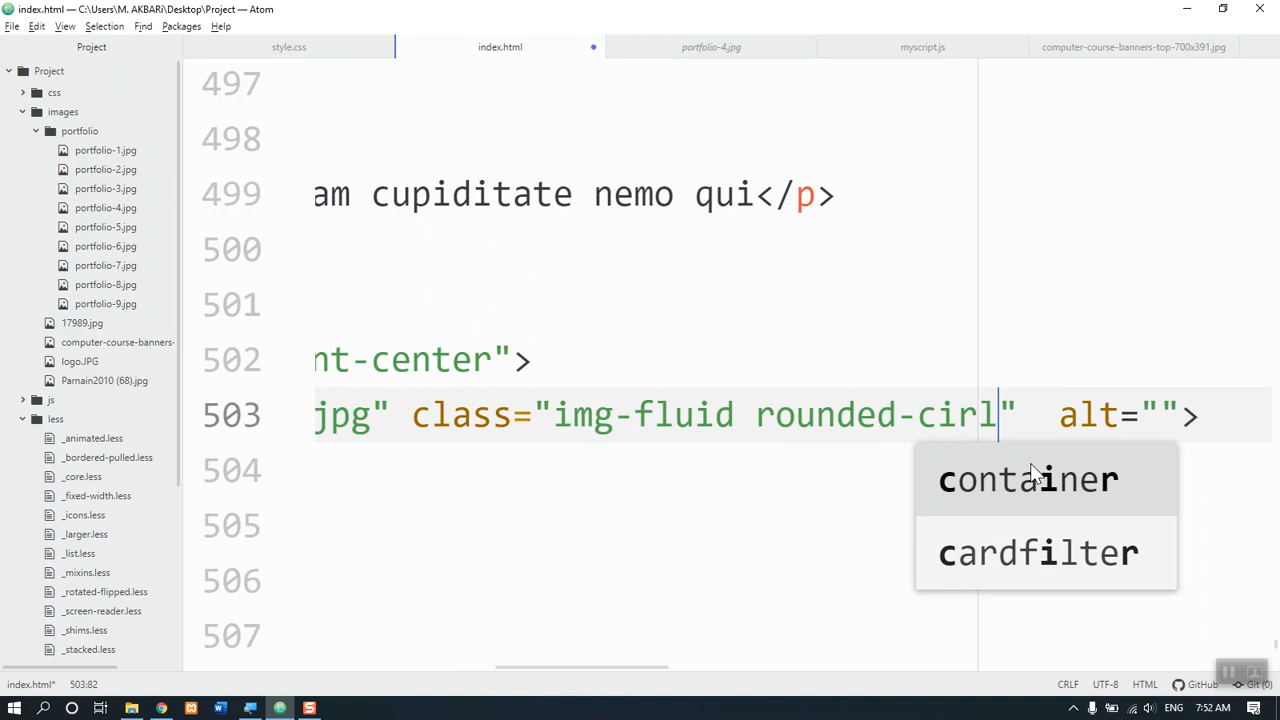 index.html — C:\Users\M. AKBARi\Desktop\Project — Atom
File Edit View Selection Find Packages Help
Project
style.css
index.html
portfolio-4.jpg
myscript.js
computer-course-banners-top-700x391.jpg
Project
css
images
portfolio
portfolio-1.jpg
portfolio-2.jpg
portfolio-3.jpg
portfolio-4.jpg
portfolio-5.jpg
portfolio-6.jpg
portfolio-7.jpg
portfolio-8.jpg
portfolio-9.jpg
17989.jpg
computer-course-banners-
logo.JPG
Parnain2010 (68).jpg
js
less
_animated.less
_bordered-pulled.less
_core.less
_fixed-width.less
_icons.less
_larger.less
_list.less
_mixins.less
_rotated-flipped.less
_screen-reader.less
_shims.less
_stacked.less
497
498
499 am cupiditate nemo qui</p>
500
501
502 nt-center">
503 jpg" class="img-fluid rounded-cirl" alt="">
504
505
506
507
container
cardfilter
index.html* 503:82
CRLF UTF-8 HTML GitHub Git (0)
ENG 7:52 AM